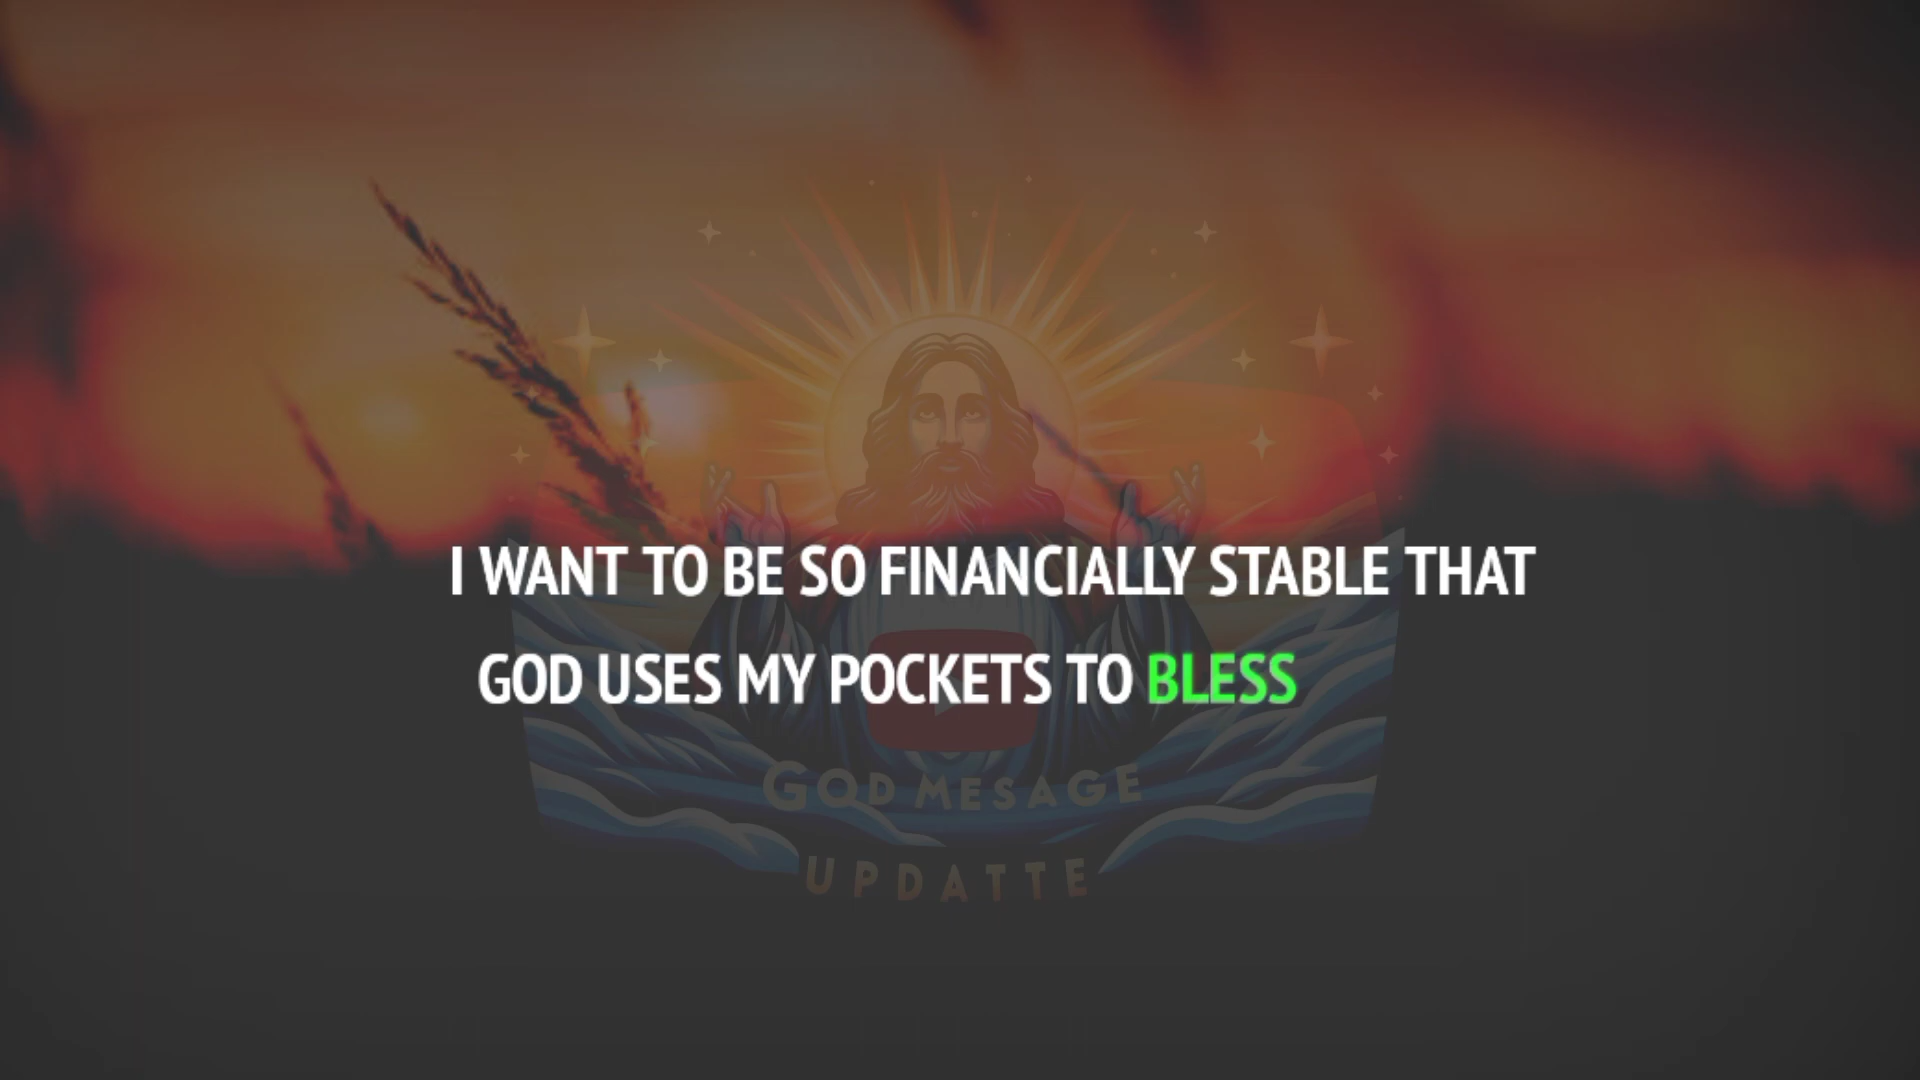 I WANT TO BE SO FINANCIALLY STABLE THAT
GOD USES MY POCKETS TO BLESS
GOD MESAGE
UPDATTE